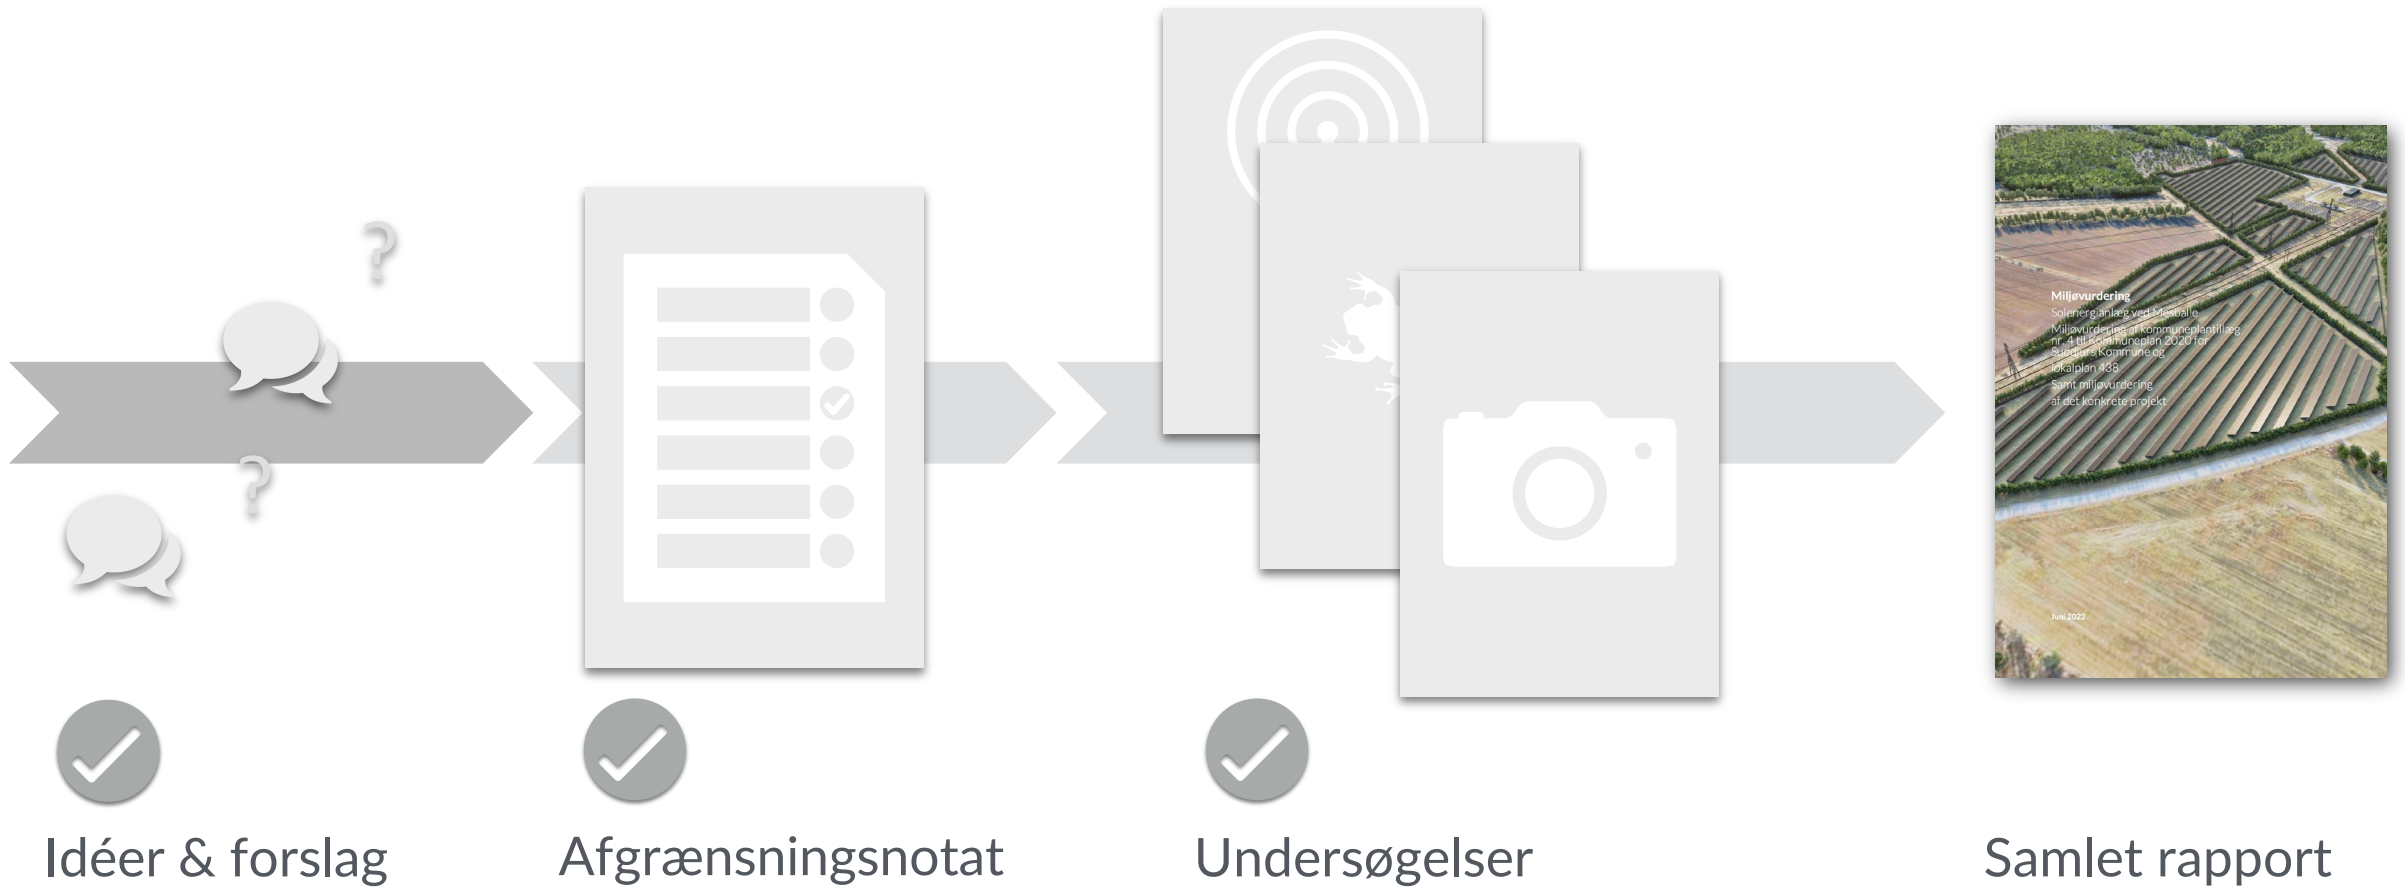 ?
?
Miljøvurdering
Solenergianlæg ved Mesballe
Miljøvurdering af kommuneplantillæg
nr. 4 til Kommuneplan 2020 for
Syddjurs Kommune og
lokalplan 438
Samt miljøvurdering
af det konkrete projekt
Juni 2022
Idéer & forslag
Afgrænsningsnotat
Undersøgelser
Samlet rapport